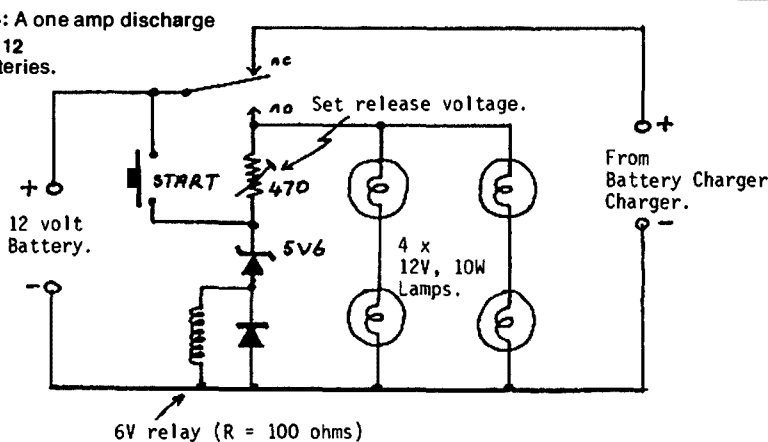 : A one amp discharge
12
teries.
nc
no
Set release voltage.
START
470
+
12 volt
Battery.
-
5V6
4 x
12V, 10W
Lamps.
+
From
Battery Charger
Charger.
-
6V relay (R = 100 ohms)